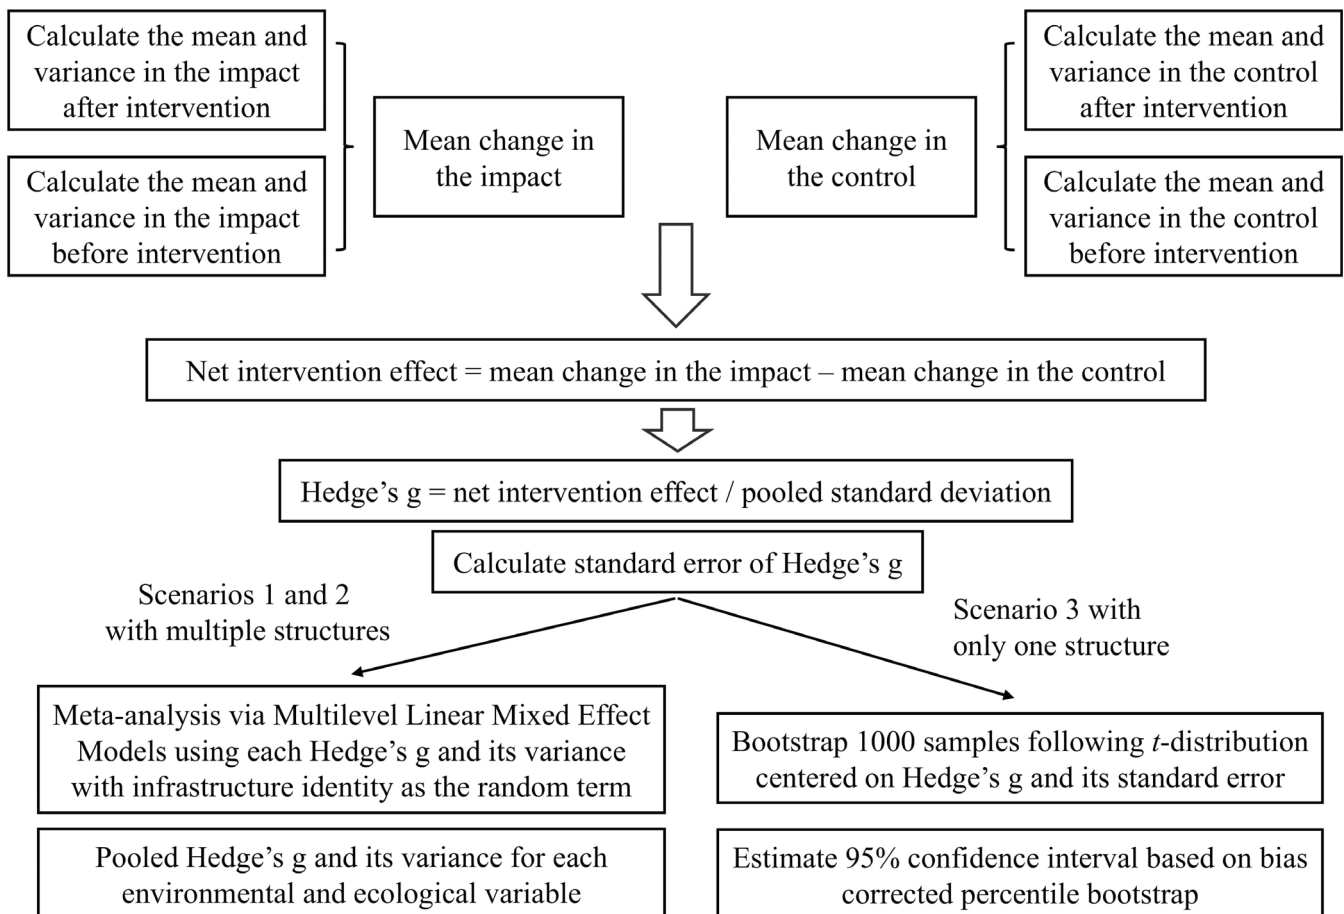 Calculate the mean and
variance in the impact
after intervention
Calculate the mean and
variance in the impact
before intervention
Mean change in
the impact
Mean change in
the control
Calculate the mean and
variance in the control
after intervention
Calculate the mean and
variance in the control
before intervention
Net intervention effect = mean change in the impact – mean change in the control
Hedge’s g = net intervention effect / pooled standard deviation
Calculate standard error of Hedge’s g
Scenarios 1 and 2
with multiple structures
Scenario 3 with
only one structure
Meta-analysis via Multilevel Linear Mixed Effect
Models using each Hedge’s g and its variance
with infrastructure identity as the random term
Pooled Hedge’s g and its variance for each
environmental and ecological variable
Bootstrap 1000 samples following t-distribution
centered on Hedge’s g and its standard error
Estimate 95% confidence interval based on bias
corrected percentile bootstrap